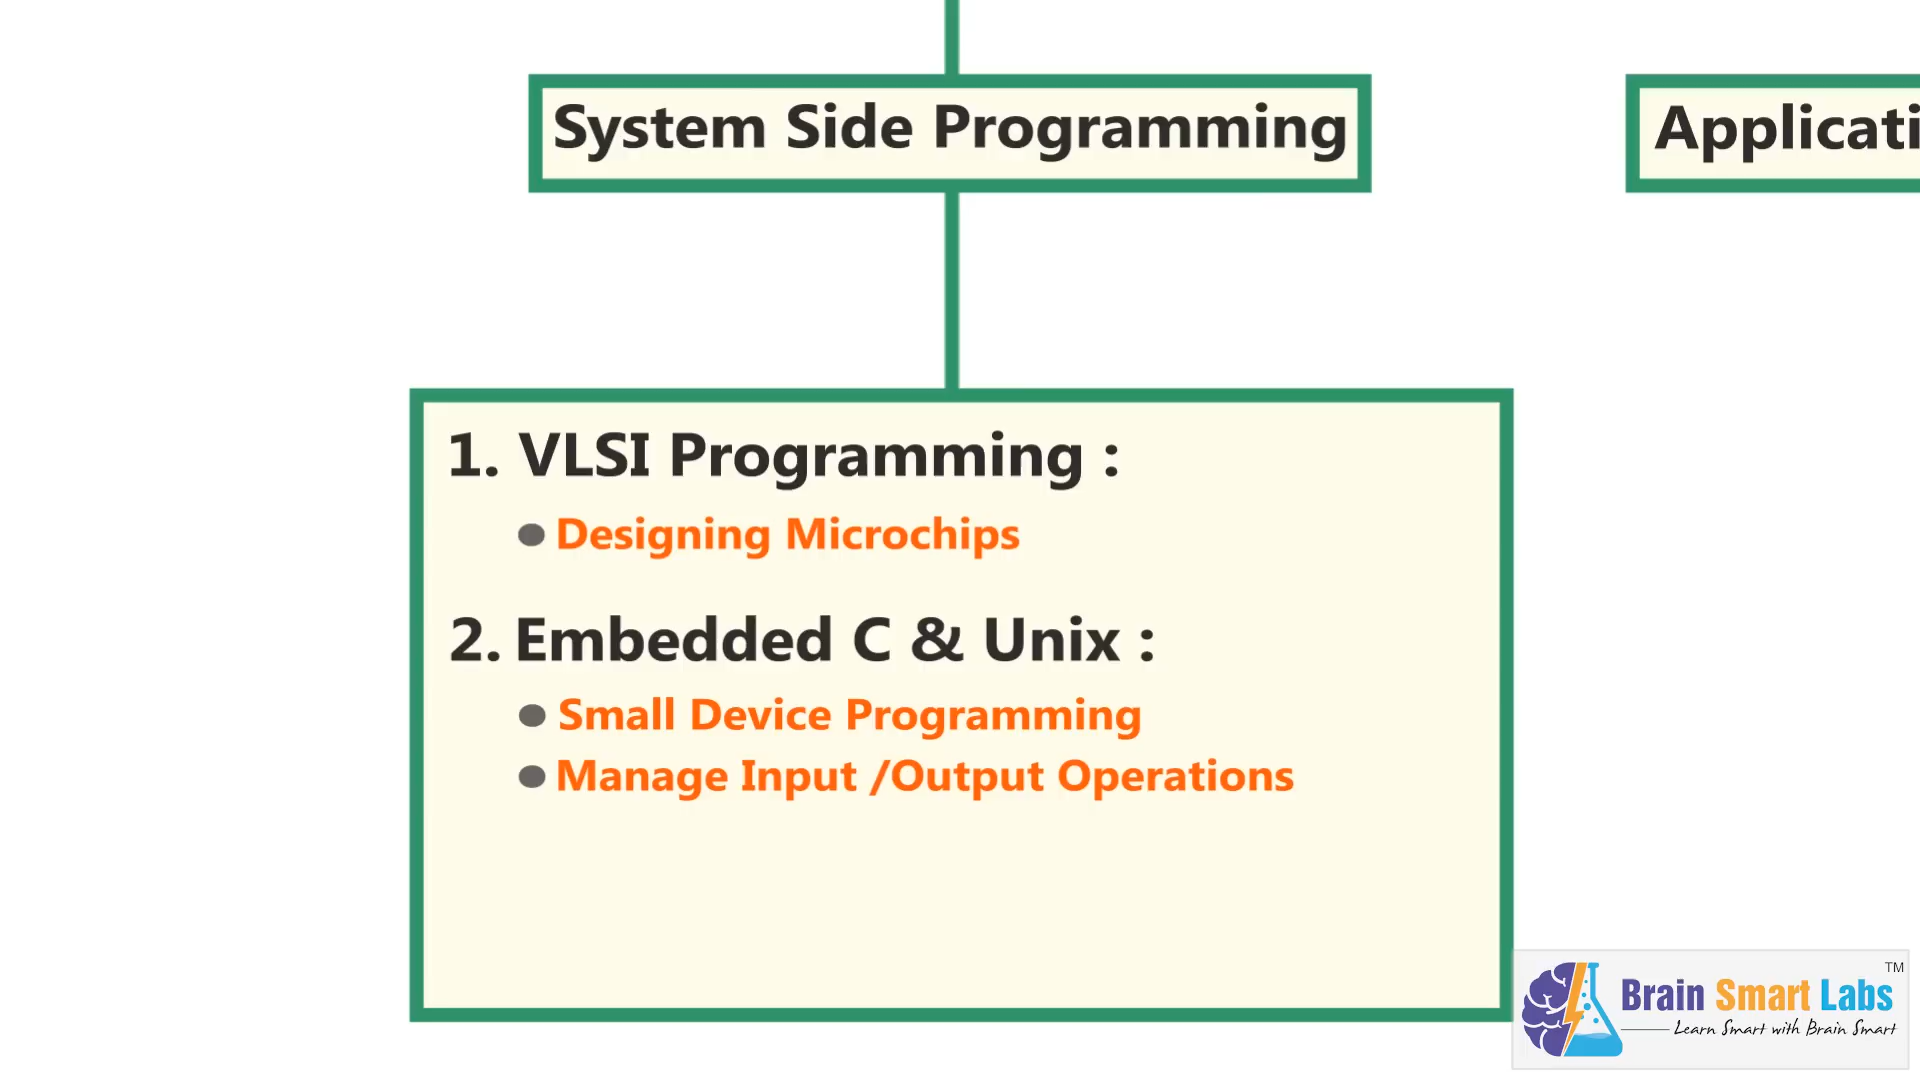 System Side Programming
1. VLSI Programming :
Designing Microchips
2. Embedded C & Unix :
Small Device Programming
Manage Input /Output Operations
Brain Smart Labs TM
Learn Smart with Brain Smart